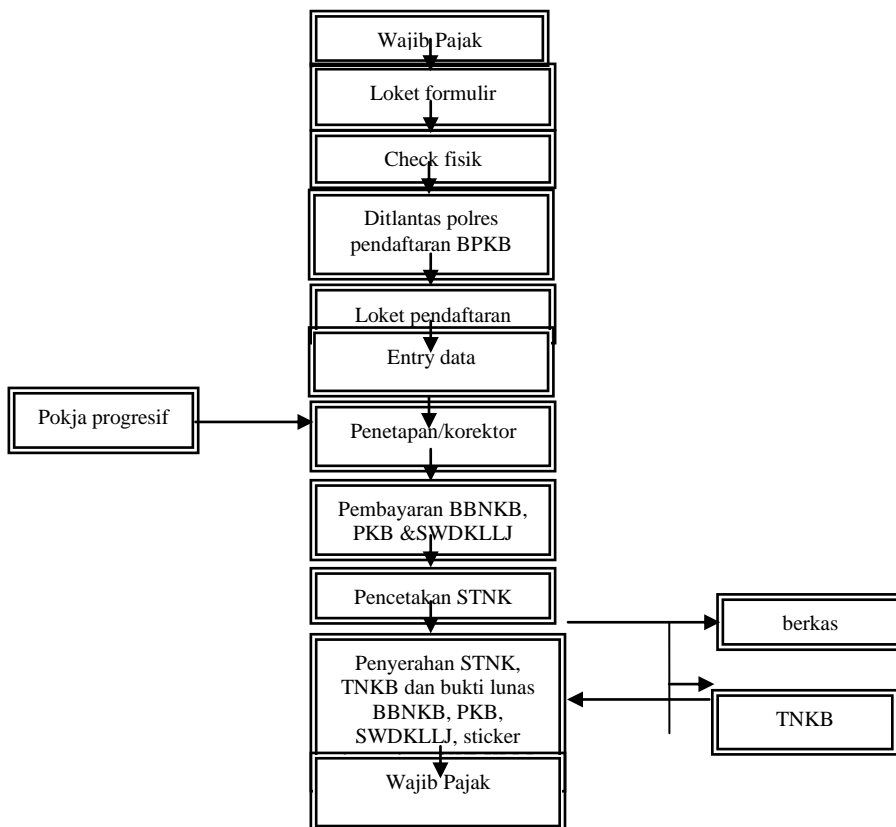 Wajib Pajak
Loket formulir
Check fisik
Ditlantas polres
pendaftaran BPKB
Loket pendaftaran
Entry data
Pokja progresif
Penetapan/korektor
Pembayaran BBNKB,
PKB &SWDKLLJ
Pencetakan STNK
berkas
Penyerahan STNK,
TNKB dan bukti lunas
BBNKB, PKB,
SWDKLLJ, sticker
TNKB
Wajib Pajak